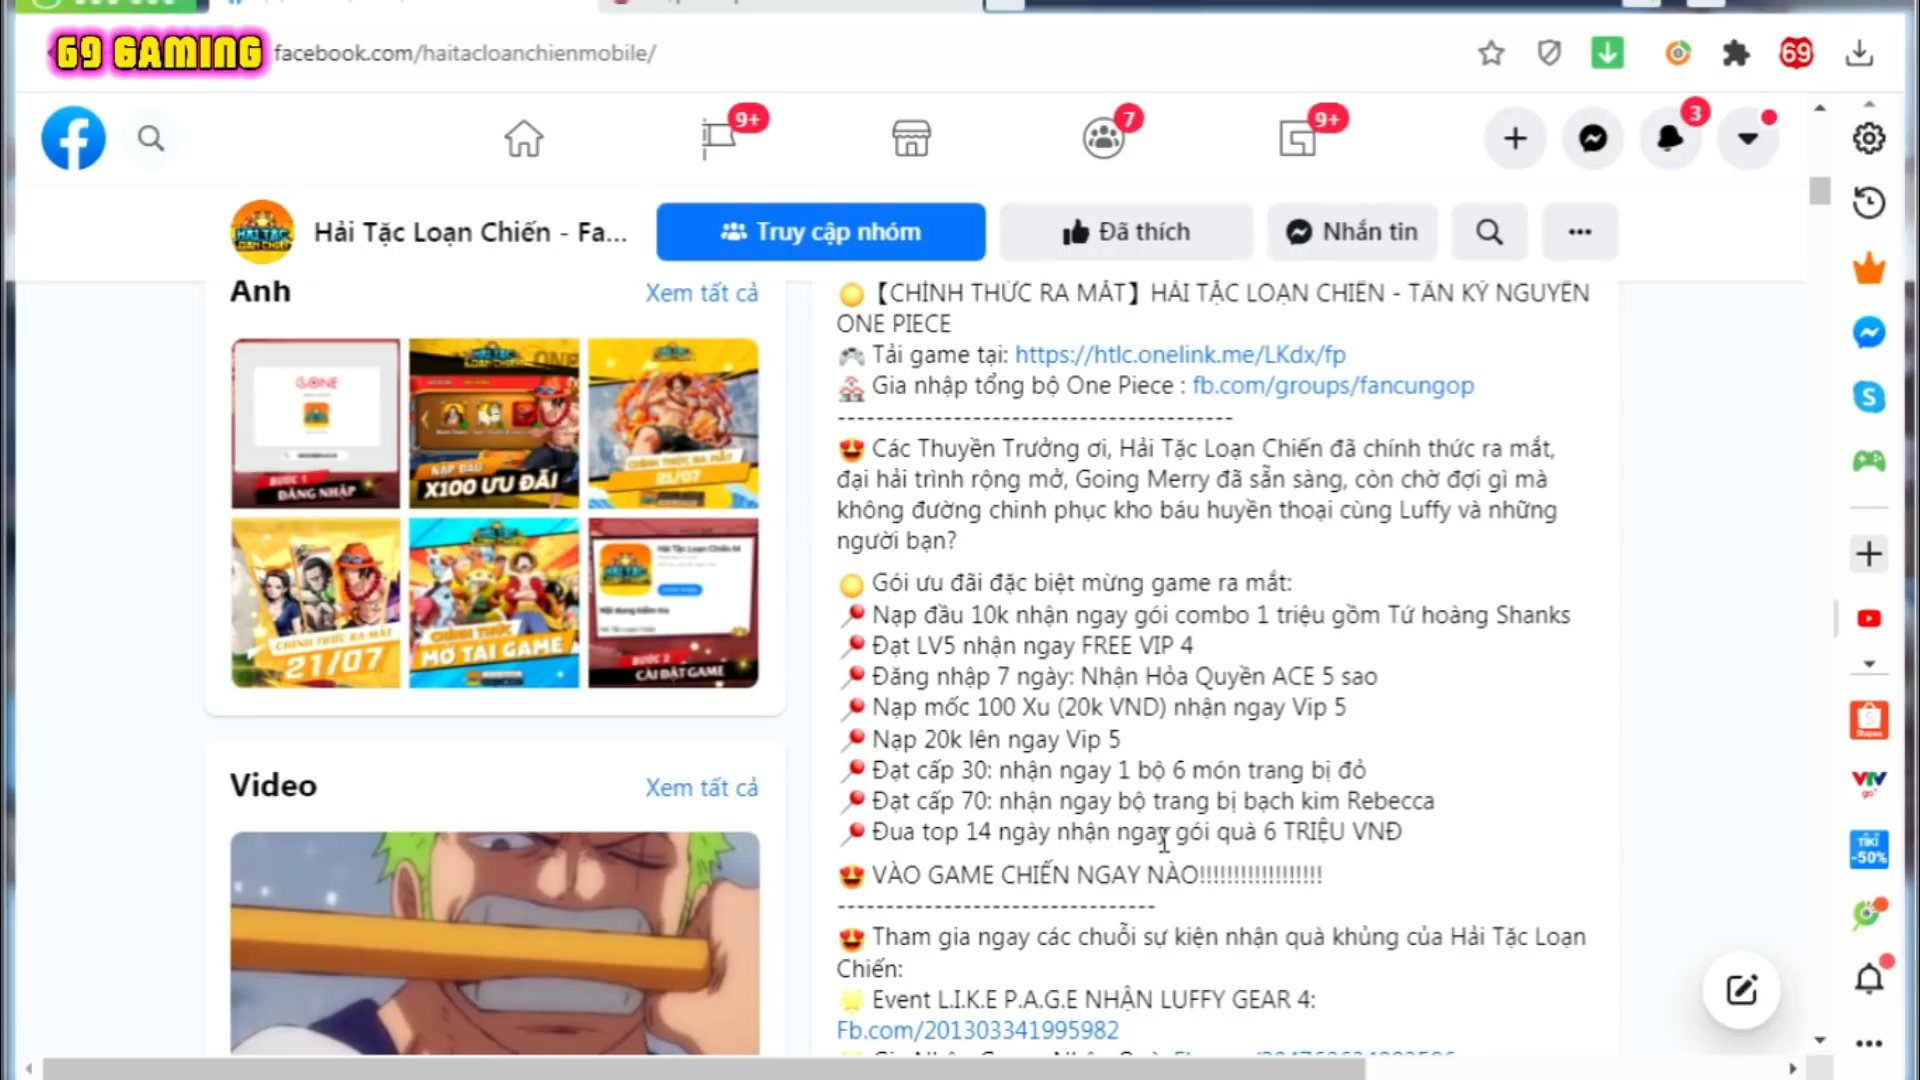 69 GAMING
facebook.com/haitacloanchienmobile/
69
9+
7
9+
3
Hải Tặc Loạn Chiến - Fa...
Truy cập nhóm
Đã thích
Nhắn tin
Ảnh
Xem tất cả
GONE
BƯỚC 1
ĐĂNG NHẬP
NẠP ĐẦU
X100 ƯU ĐÃI
CHÍNH THỨC RA MẮT
21/07
CHÍNH THỨC RA MẮT
21/07
CHÍNH THỨC
MỞ TẢI GAME
BƯỚC 2
CÀI ĐẶT GAME
Video
Xem tất cả
【CHÍNH THỨC RA MẮT】HẢI TẶC LOẠN CHIẾN - TÂN KỶ NGUYÊN
ONE PIECE
Tải game tại: https://htlc.onelink.me/LKdx/fp
Gia nhập tổng bộ One Piece : fb.com/groups/fancungop
-----------------------------------------
Các Thuyền Trưởng ơi, Hải Tặc Loạn Chiến đã chính thức ra mắt,
đại hải trình rộng mở, Going Merry đã sẵn sàng, còn chờ đợi gì mà
không đường chinh phục kho báu huyền thoại cùng Luffy và những
người bạn?
Gói ưu đãi đặc biệt mừng game ra mắt:
Nạp đầu 10k nhận ngay gói combo 1 triệu gồm Tứ hoàng Shanks
Đạt LV5 nhận ngay FREE VIP 4
Đăng nhập 7 ngày: Nhận Hỏa Quyền ACE 5 sao
Nạp mốc 100 Xu (20k VND) nhận ngay Vip 5
Nạp 20k lên ngay Vip 5
Đạt cấp 30: nhận ngay 1 bộ 6 món trang bị đỏ
Đạt cấp 70: nhận ngay bộ trang bị bạch kim Rebecca
Đua top 14 ngày nhận ngay gói quà 6 TRIỆU VNĐ
VÀO GAME CHIẾN NGAY NÀO!!!!!!!!!!!!!!!!!!
---------------------------------
Tham gia ngay các chuỗi sự kiện nhận quà khủng của Hải Tặc Loạn
Chiến:
Event L.I.K.E P.A.G.E NHẬN LUFFY GEAR 4:
Fb.com/201303341995982
Shopee
VTV
go
TIKI
-50%